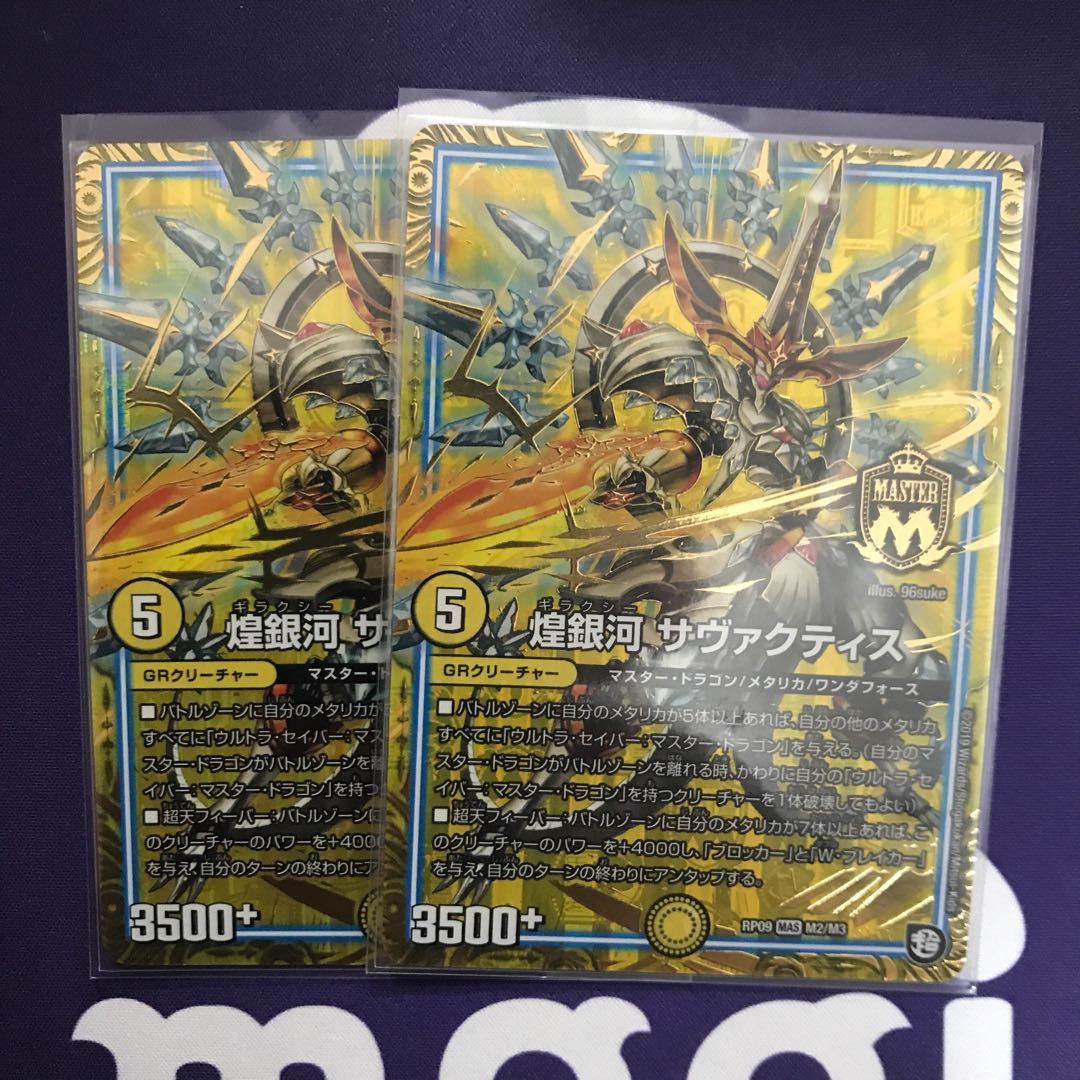 5
ギラクシー
煌銀河 サ
GRクリーチャー
マスター・ド
■バトルゾーンに自分のメタリカが
すべてに「ウルトラ・セイバー:マス
スター・ドラゴンがバトルゾーンを離
イバー:マスター・ドラゴン」を持つ
■超天フィーバー:バトルゾーンに
のクリーチャーのパワーを+4000
を与え、自分のターンの終わりにア
3500+
MASTER
M
illus. 96suke
5
ギラクシー
煌銀河 サヴァクティス
GRクリーチャー
マスター・ドラゴン/メタリカ/ワンダフォース
■バトルゾーンに自分のメタリカが5体以上あれば、自分の他のメタリカ
すべてに「ウルトラ・セイバー:マスター・ドラゴン」を与える。(自分のマ
スター・ドラゴンがバトルゾーンを離れる時、かわりに自分の「ウルトラ・セ
イバー:マスター・ドラゴン」を持つクリーチャーを1体破壊してもよい)
■超天フィーバー:バトルゾーンに自分のメタリカが7体以上あれば、こ
のクリーチャーのパワーを+4000し、「ブロッカー」と「W・ブレイカー」
を与え、自分のターンの終わりにアンタップする。
3500+
RP09 MAS M2/M3
超
©2019 Wizards/Shogakukan/Mitsui-Kids